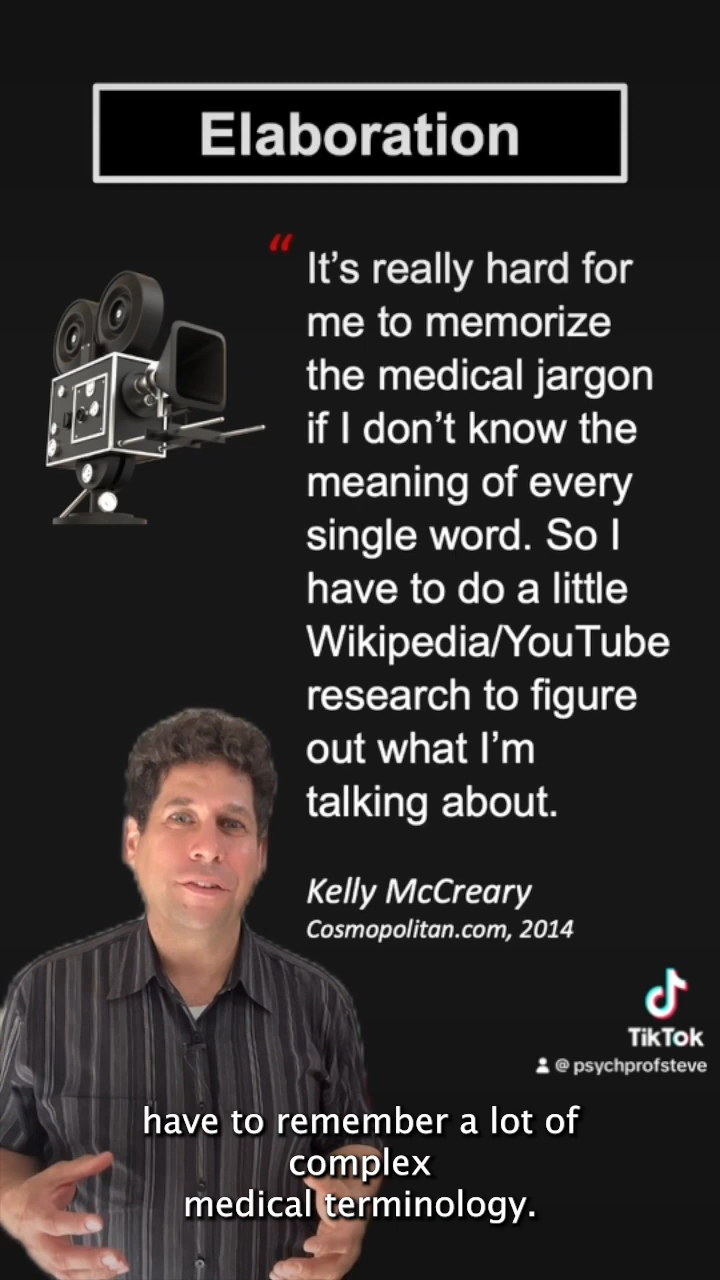 Elaboration
“ It’s really hard for
me to memorize
the medical jargon
if I don’t know the
meaning of every
single word. So I
have to do a little
Wikipedia/YouTube
research to figure
out what I’m
talking about.
Kelly McCreary
Cosmopolitan.com, 2014
TikTok
@ psychprofsteve
have to remember a lot of
complex
medical terminology.